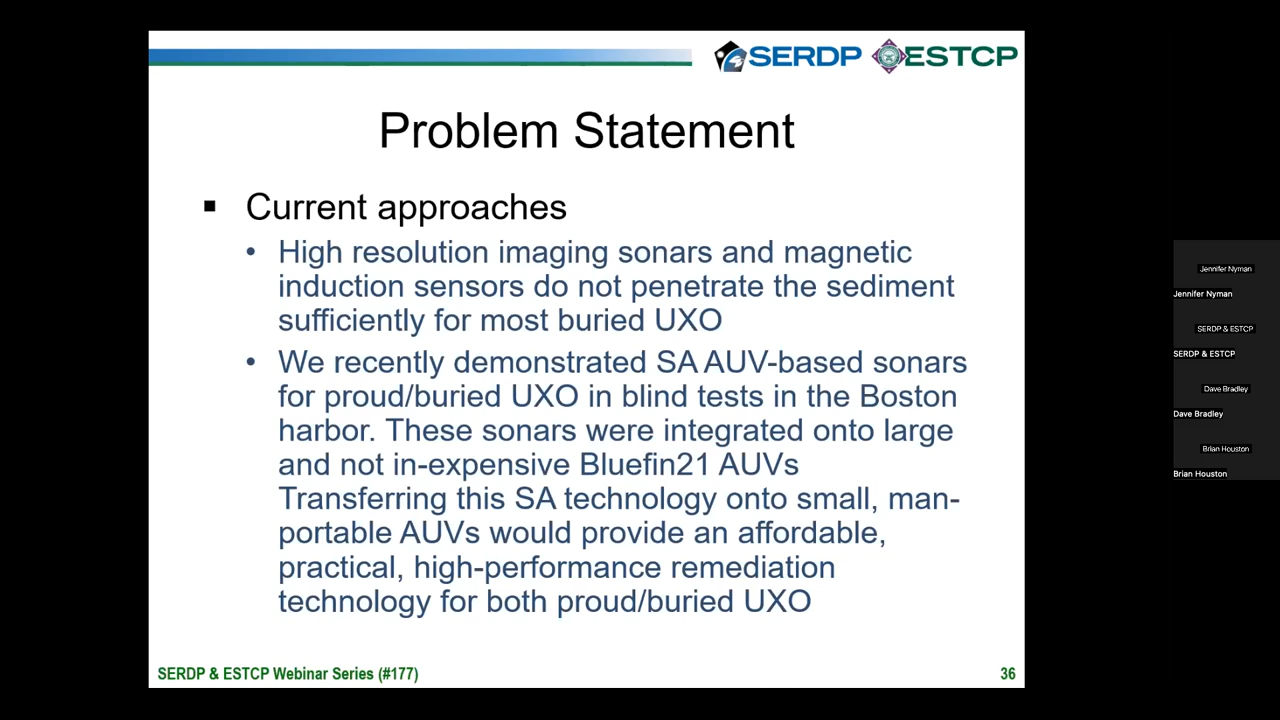 SERDP ESTCP
Problem Statement
▪ Current approaches
• High resolution imaging sonars and magnetic
induction sensors do not penetrate the sediment
sufficiently for most buried UXO
• We recently demonstrated SA AUV-based sonars
for proud/buried UXO in blind tests in the Boston
harbor. These sonars were integrated onto large
and not in-expensive Bluefin21 AUVs
Transferring this SA technology onto small, man-
portable AUVs would provide an affordable,
practical, high-performance remediation
technology for both proud/buried UXO
SERDP & ESTCP Webinar Series (#177)
36
Jennifer Nyman
Jennifer Nyman
SERDP & ESTCP
SERDP & ESTCP
Dave Bradley
Dave Bradley
Brian Houston
Brian Houston